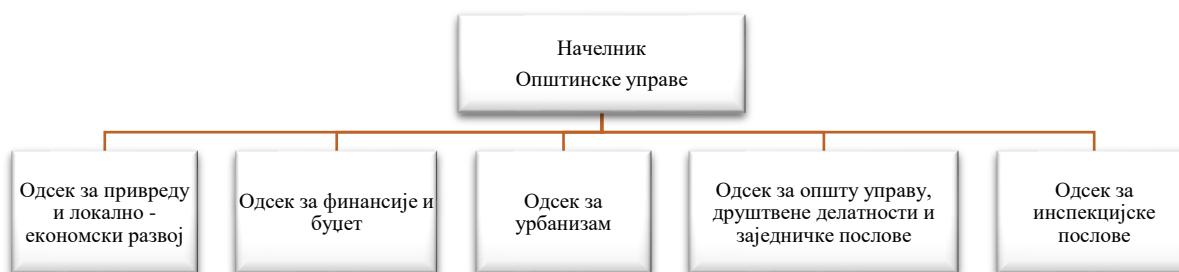 Начелник
Општинске управе
Одсек за привреду
и локално -
економски развој
Одсек за финансије и
буџет
Одсек за
урбанизам
Одсек за општу управу,
друштвене делатности и
заједничке послове
Одсек за
инспекцијске
послове